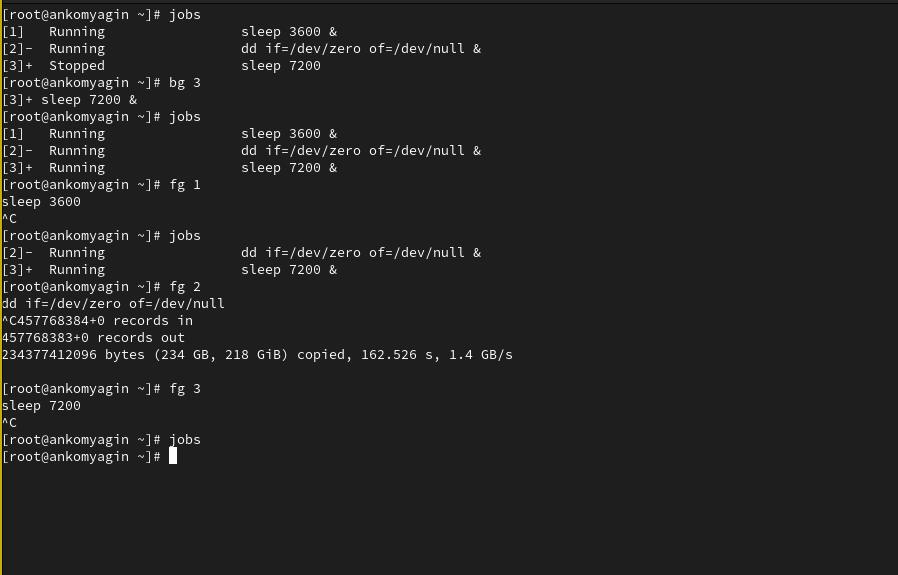 [root@ankomyagin ~]# jobs
[1]   Running                 sleep 3600 &
[2]-  Running                 dd if=/dev/zero of=/dev/null &
[3]+  Stopped                 sleep 7200
[root@ankomyagin ~]# bg 3
[3]+ sleep 7200 &
[root@ankomyagin ~]# jobs
[1]   Running                 sleep 3600 &
[2]-  Running                 dd if=/dev/zero of=/dev/null &
[3]+  Running                 sleep 7200 &
[root@ankomyagin ~]# fg 1
sleep 3600
^C
[root@ankomyagin ~]# jobs
[2]-  Running                 dd if=/dev/zero of=/dev/null &
[3]+  Running                 sleep 7200 &
[root@ankomyagin ~]# fg 2
dd if=/dev/zero of=/dev/null
^C457768384+0 records in
457768383+0 records out
234377412096 bytes (234 GB, 218 GiB) copied, 162.526 s, 1.4 GB/s

[root@ankomyagin ~]# fg 3
sleep 7200
^C
[root@ankomyagin ~]# jobs
[root@ankomyagin ~]#